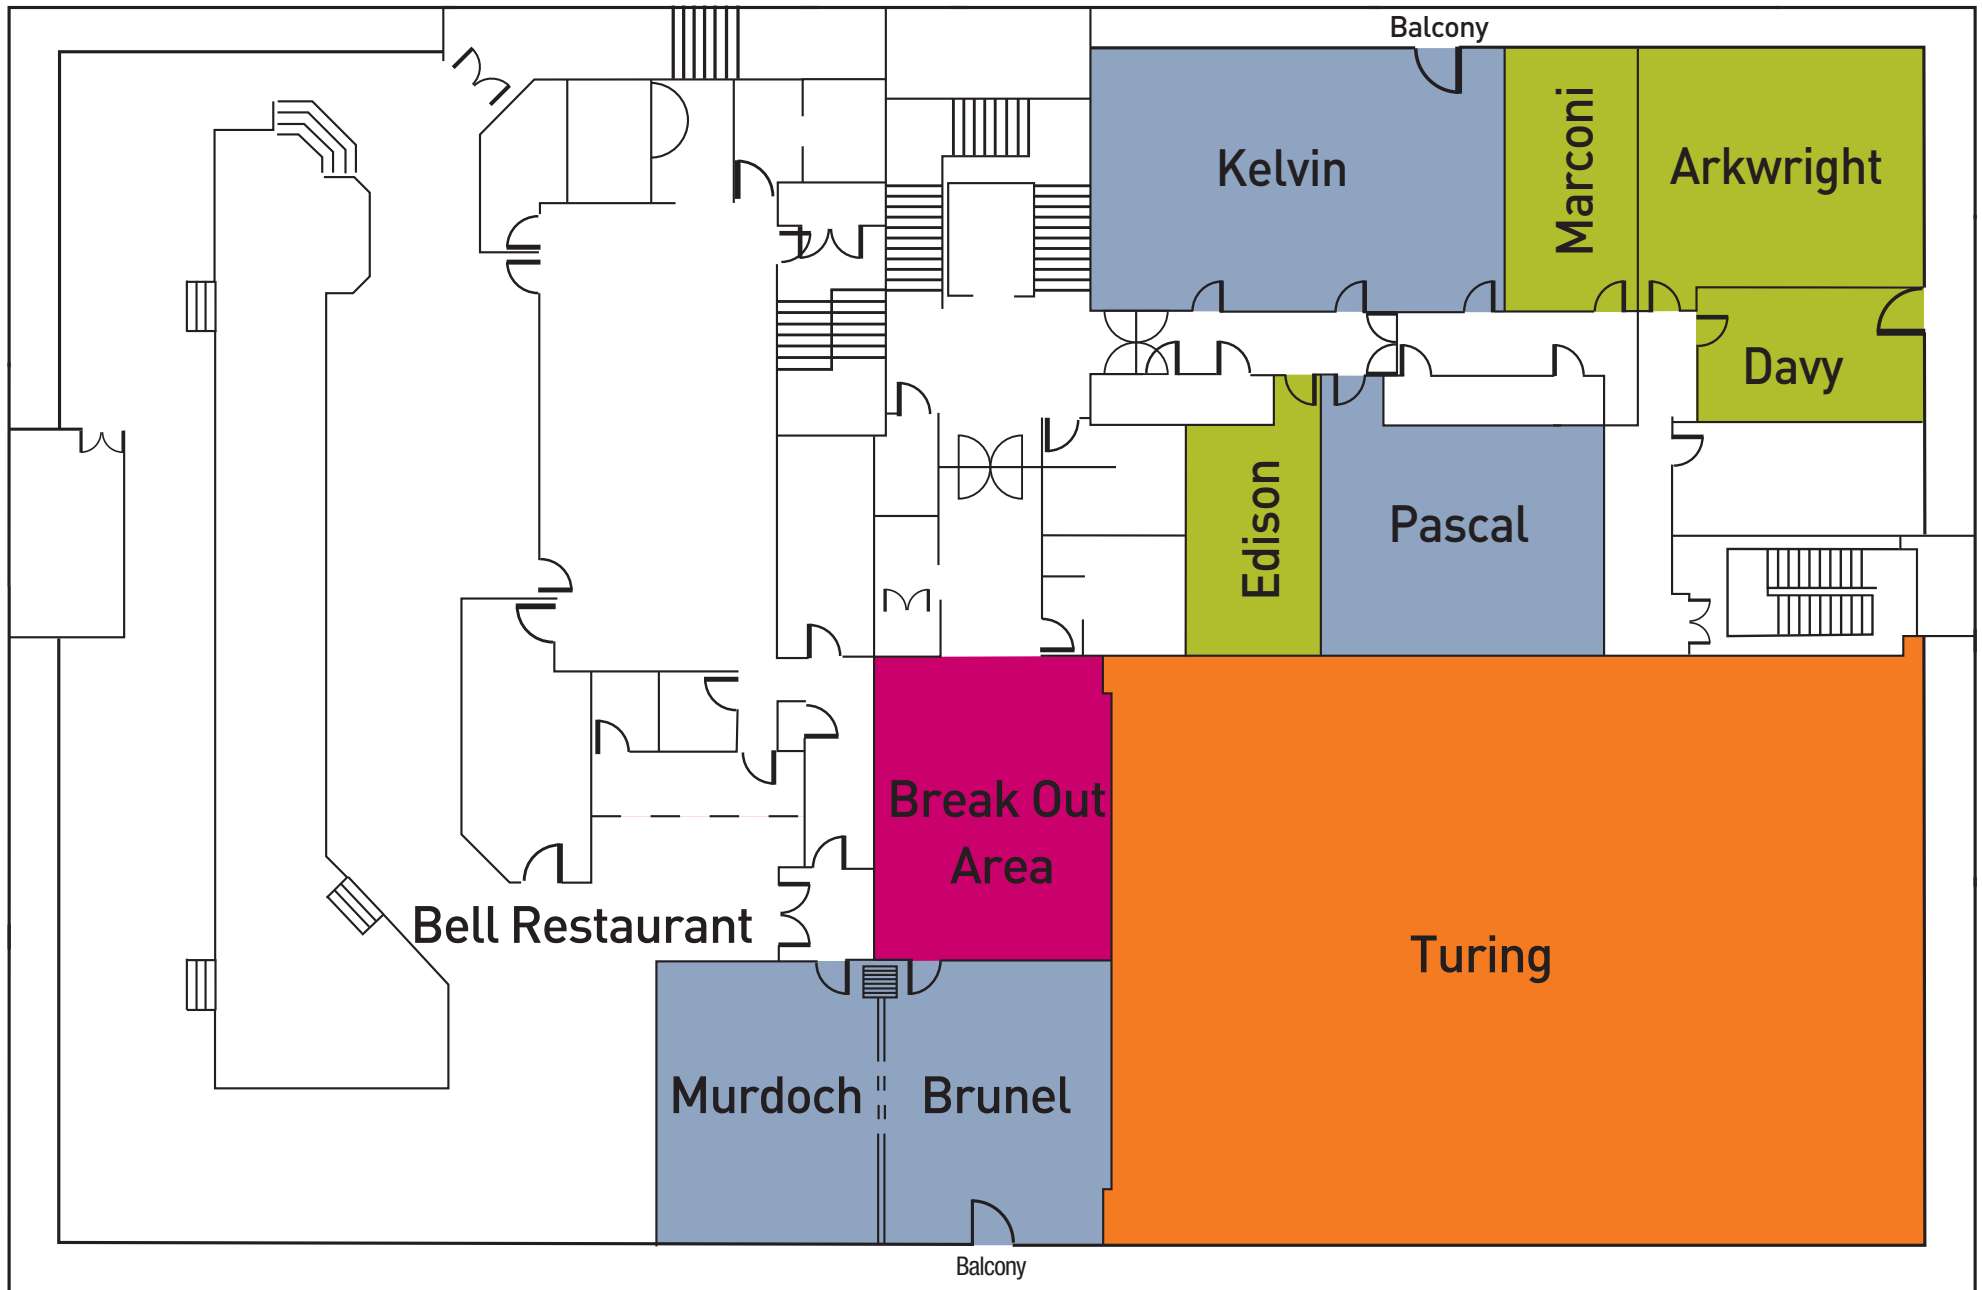 Balcony
Kelvin
Marconi
Arkwright
Davy
Edison
Pascal
Break Out
Area
Bell Restaurant
Turing
Murdoch
Brunel
Balcony